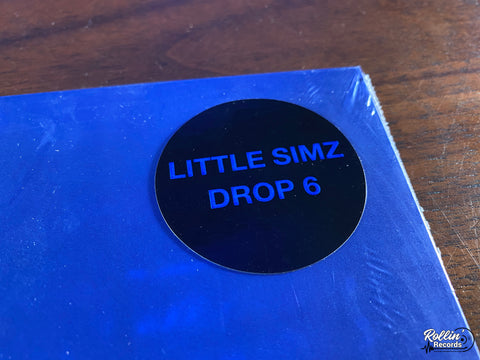 LITTLE SIMZ
DROP 6
Rollin'
Records